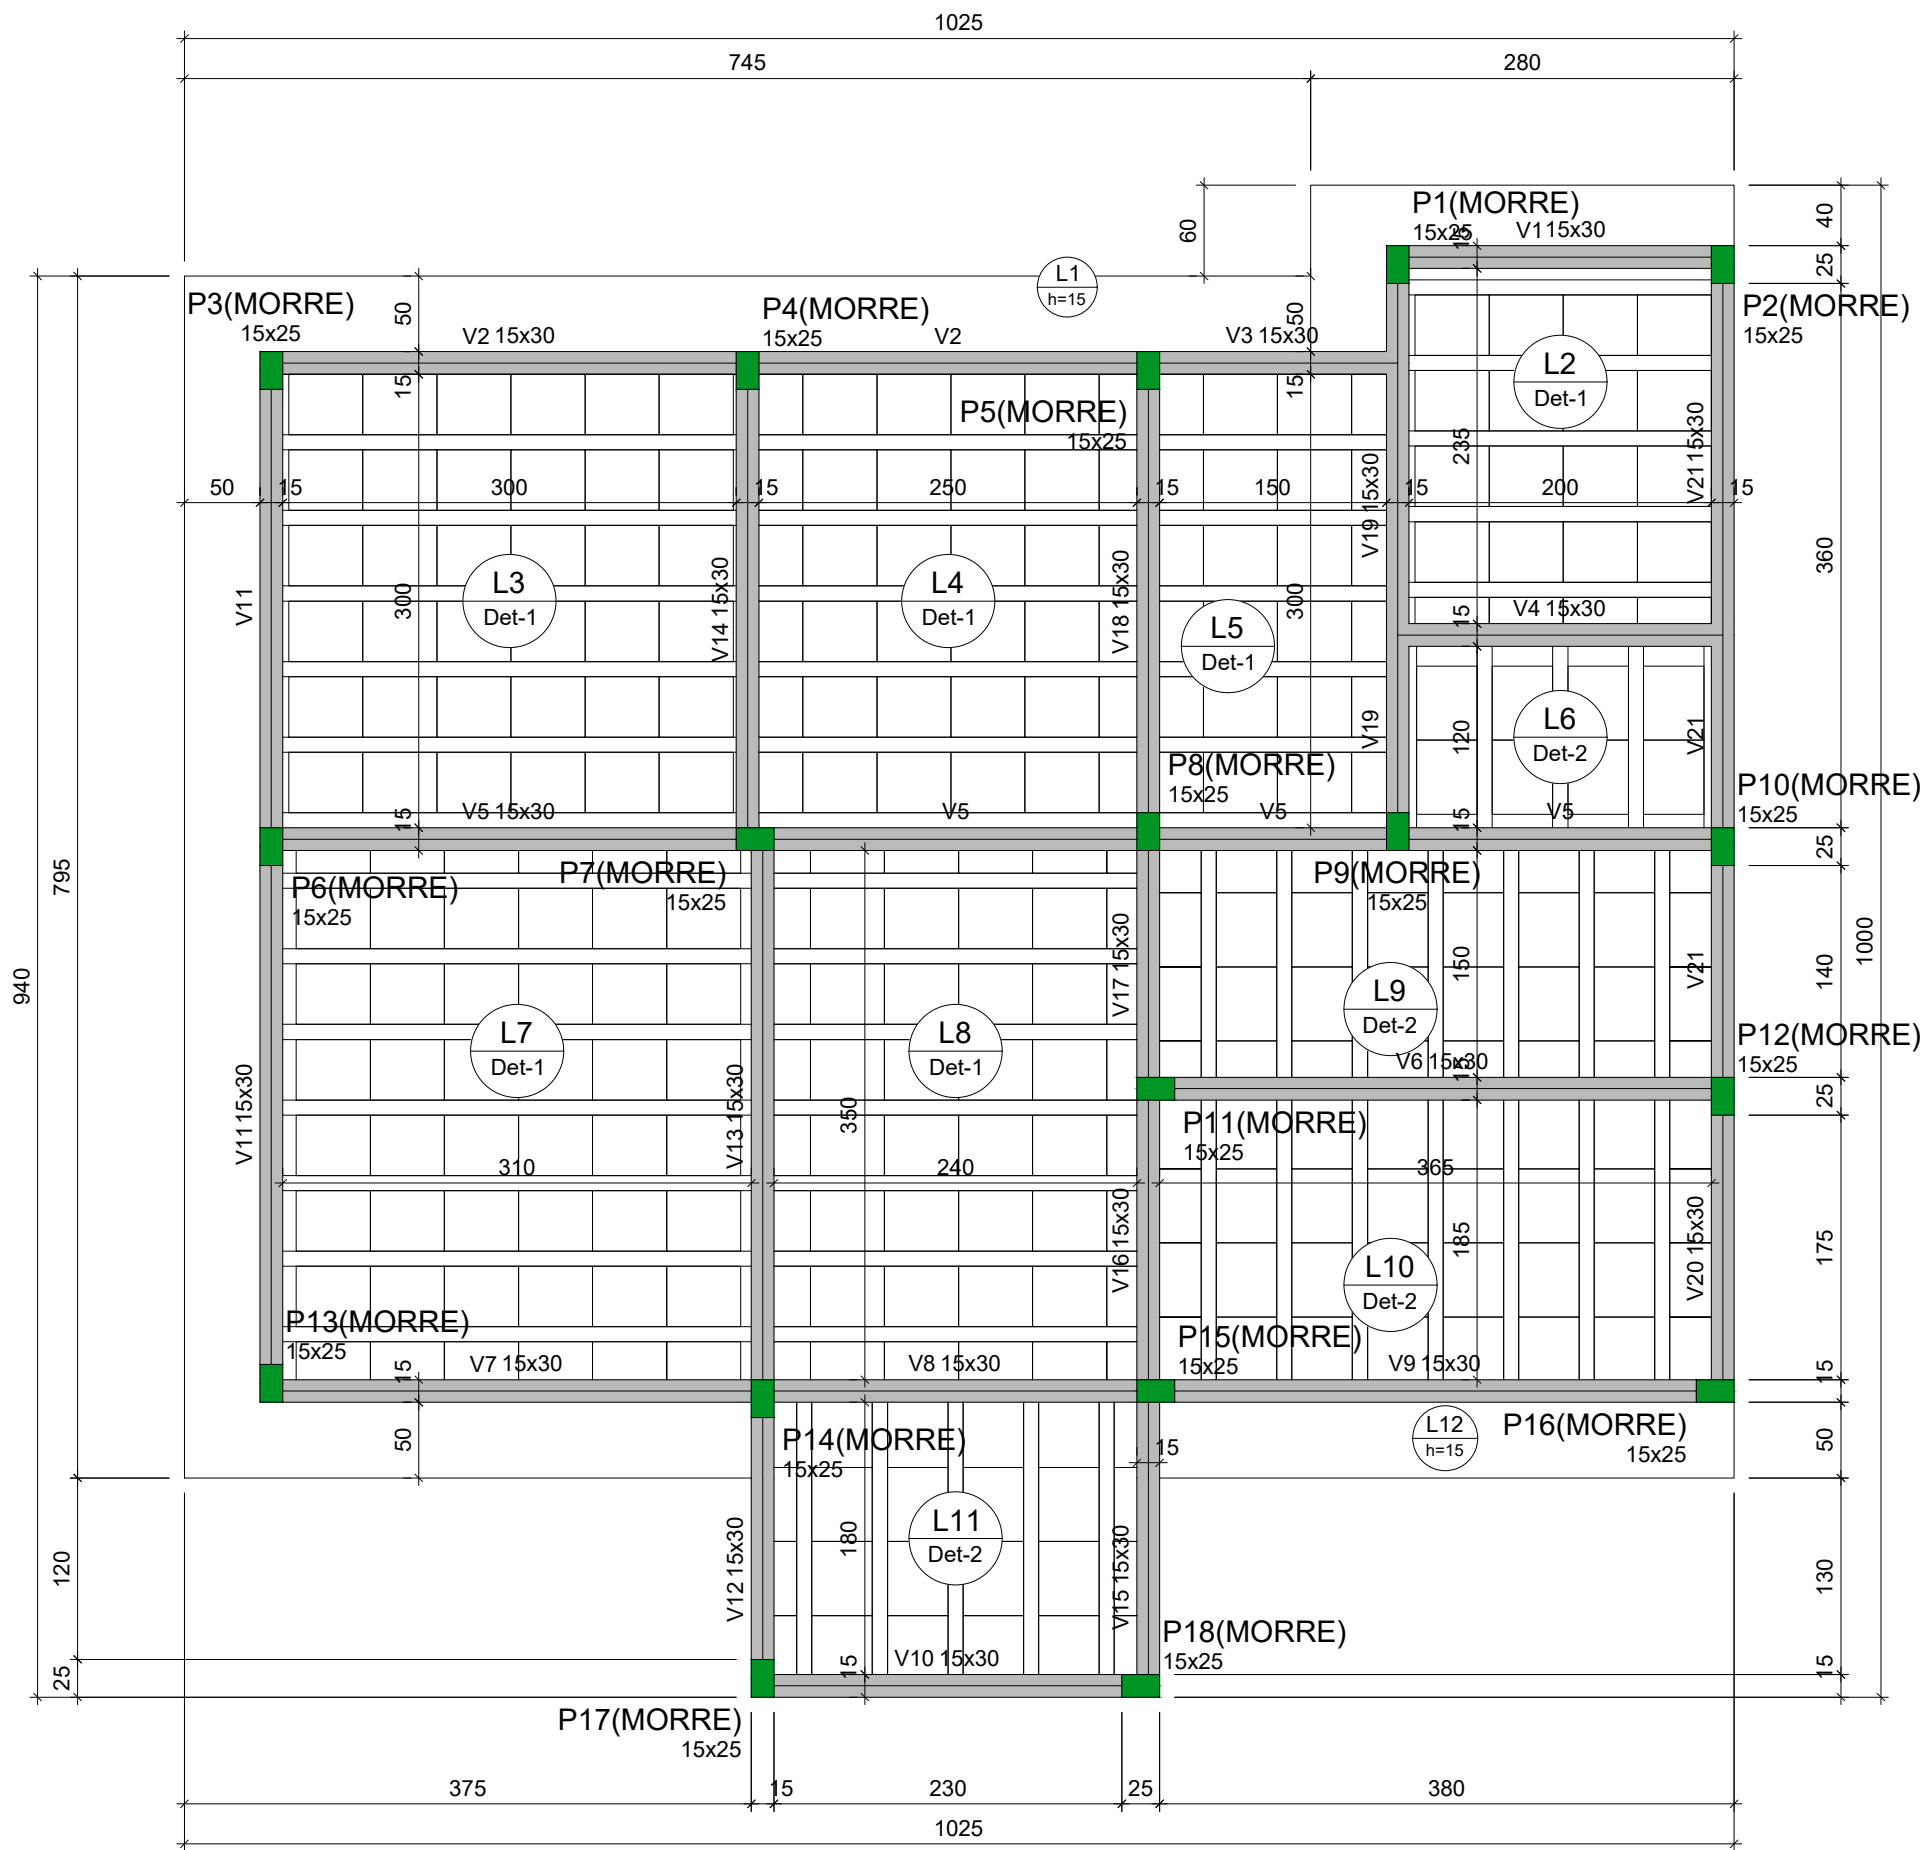 1025
745
280
P1(MORRE)
15x25
V1 15x30
15
40
60
25
L1
h=15
P3(MORRE)
15x25
50
V2 15x30
P4(MORRE)
15x25
V2
V3 15x30
50
P2(MORRE)
15x25
15
15
L2
Det-1
P5(MORRE)
15x25
235
V21 15x30
V19 15x30
50
15
300
15
250
15
150
15
200
15
360
V11
300
L3
Det-1
V14 15x30
L4
Det-1
V18 15x30
300
L5
Det-1
15
V4 15x30
V19
120
L6
Det-2
V21
P8(MORRE)
15x25
P10(MORRE)
15x25
V5 15x30
15
V5
V5
15
V5
25
795
P6(MORRE)
15x25
P7(MORRE)
15x25
P9(MORRE)
15x25
940
V17 15x30
150
V21
140
1000
L9
Det-2
L7
Det-1
L8
Det-1
V6 15x30
15
P12(MORRE)
15x25
V11 15x30
V13 15x30
350
25
P11(MORRE)
15x25
310
240
365
V16 15x30
185
V20 15x30
175
L10
Det-2
P13(MORRE)
15x25
P15(MORRE)
15x25
15
V7 15x30
V8 15x30
V9 15x30
15
50
P14(MORRE)
15x25
15
L12
h=15
P16(MORRE)
15x25
50
120
V12 15x30
180
L11
Det-2
V15 15x30
130
P18(MORRE)
15x25
25
15
V10 15x30
15
P17(MORRE)
15x25
375
15
230
25
380
1025